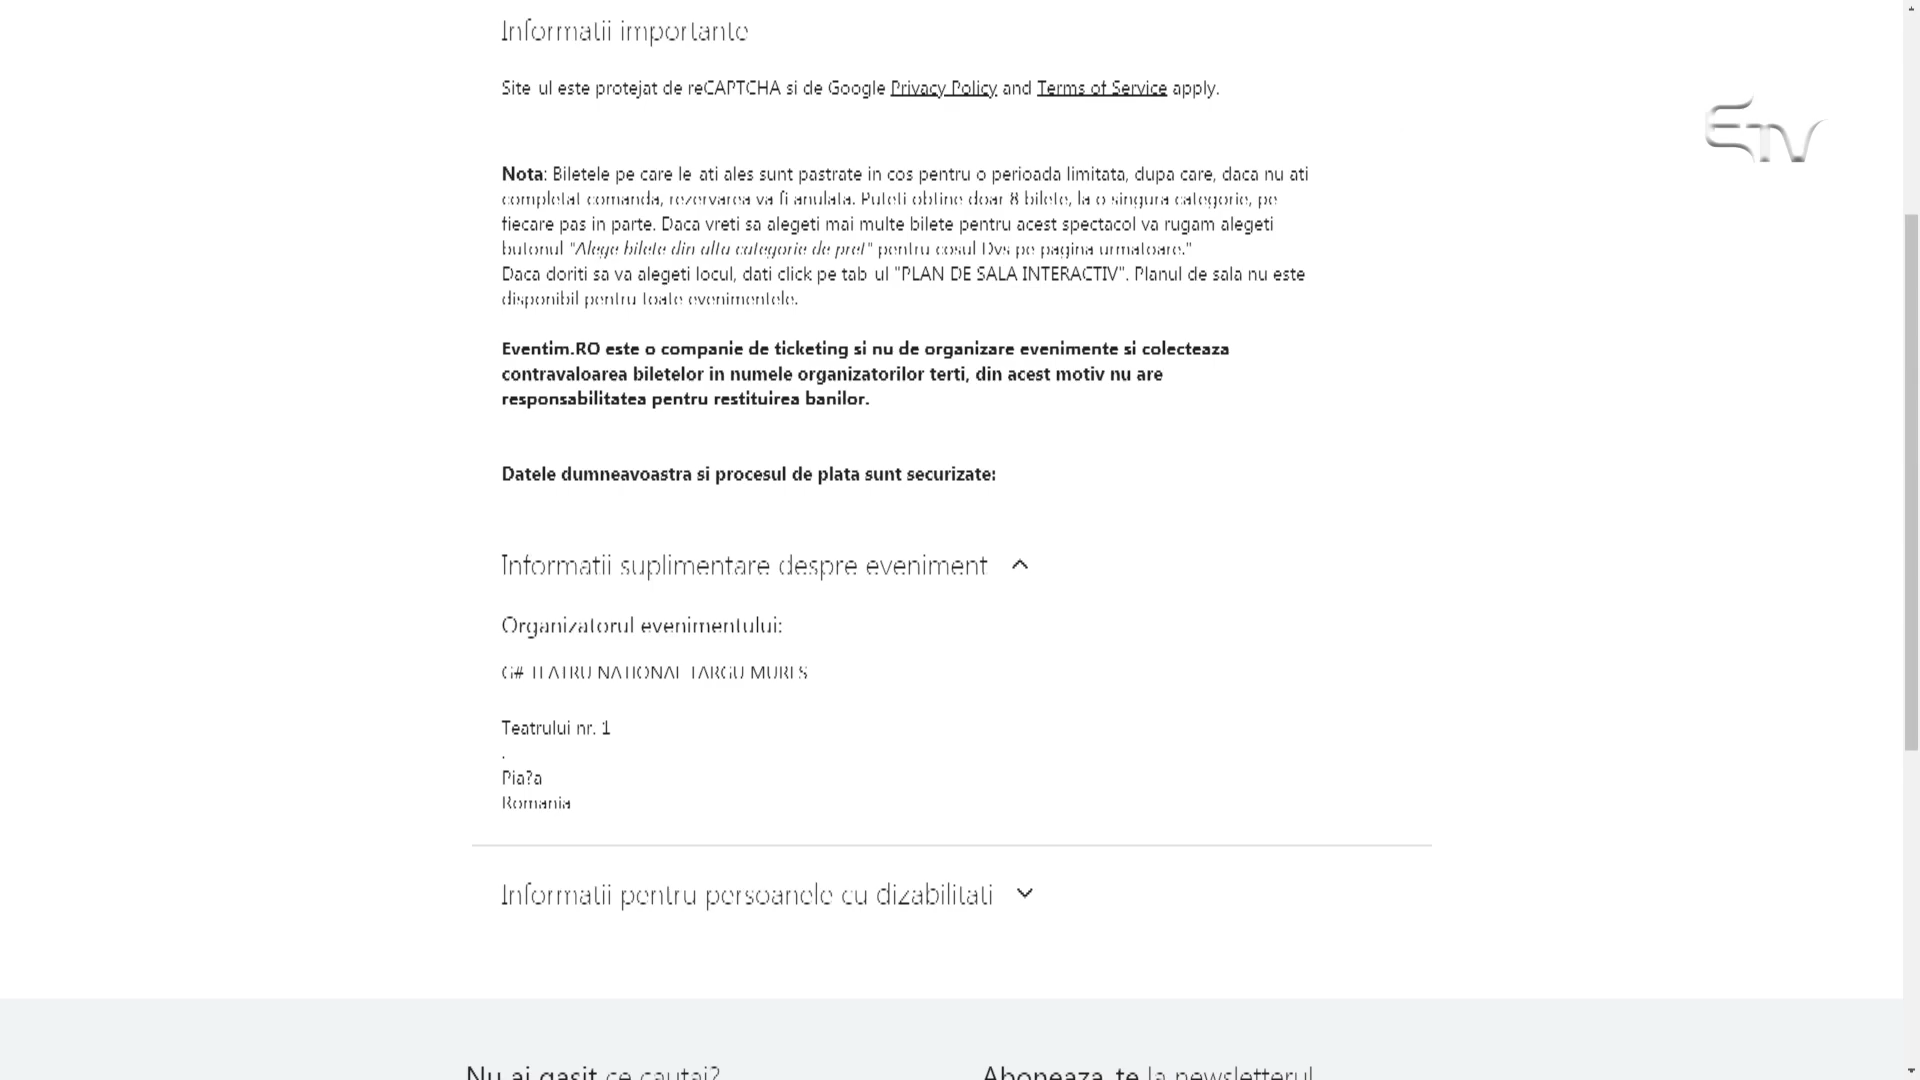 Informatii importante
Site ul este protejat de reCAPTCHA si de Google Privacy Policy and Terms of Service apply.
ETV
Nota: Biletele pe care le ati ales sunt pastrate in cos pentru o perioada limitata, dupa care, daca nu ati
completat comanda, rezervarea va fi anulata. Puteti obtine doar 8 bilete, la o singura categorie, pe
fiecare pas in parte. Daca vreti sa alegeti mai multe bilete pentru acest spectacol va rugam alegeti
butonul "Alege bilete din alta categorie de pret" pentru cosul Dvs pe pagina urmatoare."
Daca doriti sa va alegeti locul, dati click pe tab ul "PLAN DE SALA INTERACTIV". Planul de sala nu este
disponibil pentru toate evenimentele.
Eventim.RO este o companie de ticketing si nu de organizare evenimente si colecteaza
contravaloarea biletelor in numele organizatorilor terti, din acest motiv nu are
responsabilitatea pentru restituirea banilor.
Datele dumneavoastra si procesul de plata sunt securizate:
Informatii suplimentare despre eveniment
Organizatorul evenimentului:
G# TEATRU NATIONAL TARGU MURES
Teatrului nr. 1
.
Pia?a
Romania
Informatii pentru persoanele cu dizabilitati
Nu ai gasit ce cautai?
Aboneaza te la newsletterul